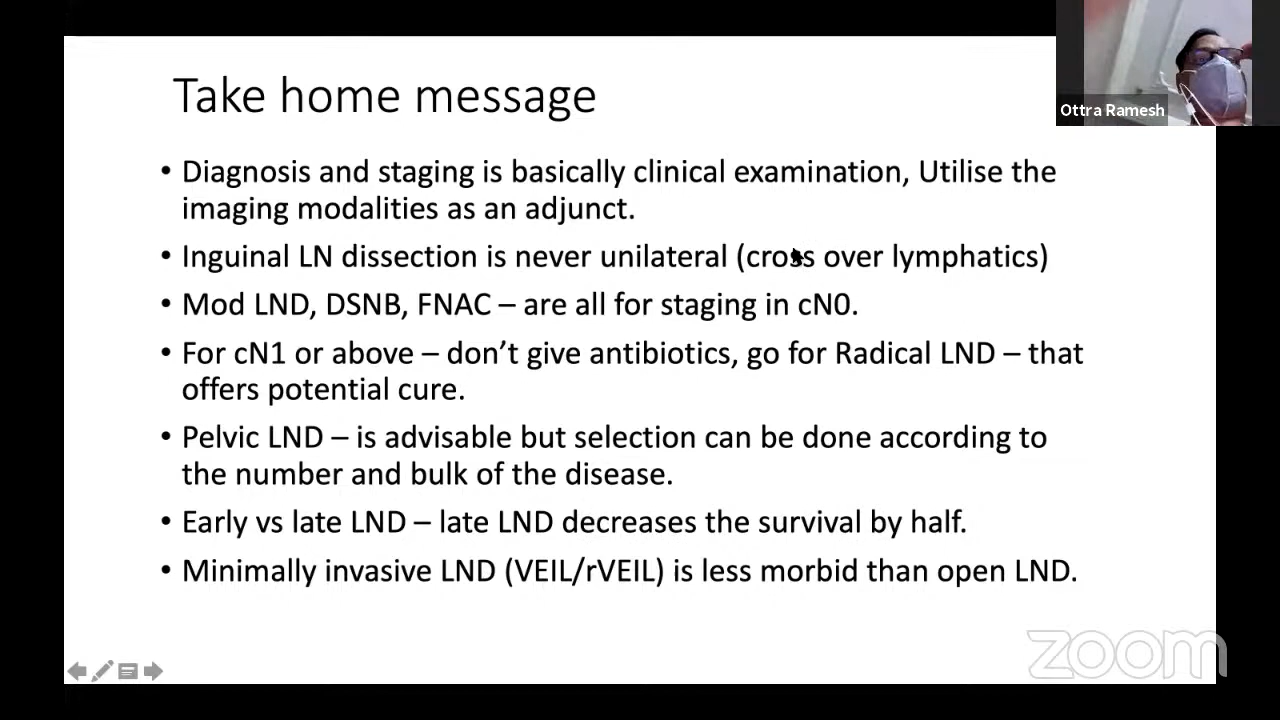 Take home message
Ottra Ramesh
• Diagnosis and staging is basically clinical examination, Utilise the
imaging modalities as an adjunct.
• Inguinal LN dissection is never unilateral (cross over lymphatics)
• Mod LND, DSNB, FNAC – are all for staging in cN0.
• For cN1 or above – don’t give antibiotics, go for Radical LND – that
offers potential cure.
• Pelvic LND – is advisable but selection can be done according to
the number and bulk of the disease.
• Early vs late LND – late LND decreases the survival by half.
• Minimally invasive LND (VEIL/rVEIL) is less morbid than open LND.
zoom